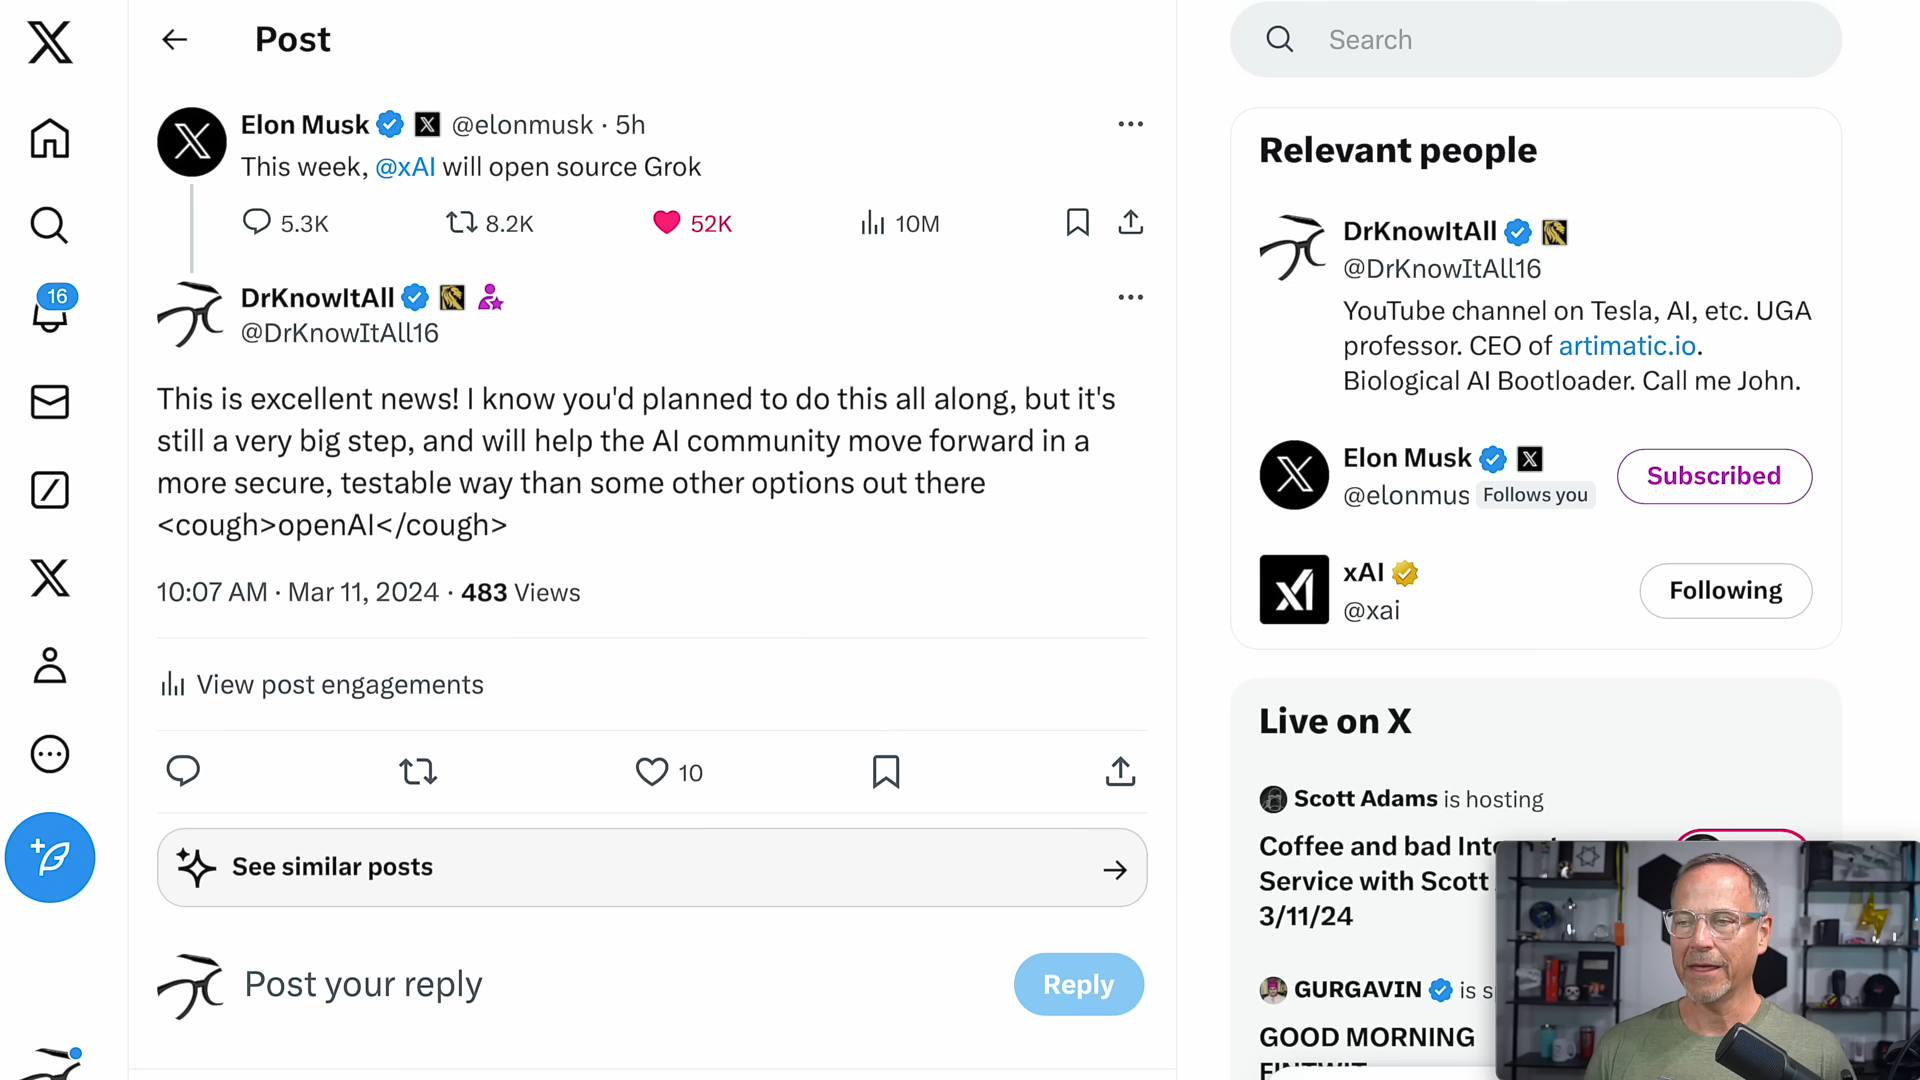 Post
Elon Musk @elonmusk · 5h
This week, @xAI will open source Grok
5.3K 8.2K 52K 10M
DrKnowItAll
@DrKnowItAll16
This is excellent news! I know you'd planned to do this all along, but it's
still a very big step, and will help the AI community move forward in a
more secure, testable way than some other options out there
<cough>openAI</cough>
10:07 AM · Mar 11, 2024 · 483 Views
View post engagements
10
See similar posts
Post your reply
Reply
16
Search
Relevant people
DrKnowItAll
@DrKnowItAll16
YouTube channel on Tesla, AI, etc. UGA
professor. CEO of artimatic.io.
Biological AI Bootloader. Call me John.
Elon Musk
@elonmus Follows you
Subscribed
xAI
@xai
Following
Live on X
Scott Adams is hosting
Coffee and bad
Service with Scott
3/11/24
GURGAVIN is
GOOD MORNING